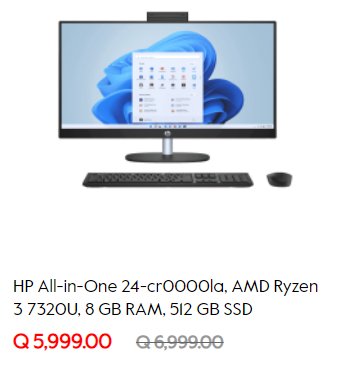 HP All-in-One 24-cr0000la, AMD Ryzen
3 7320U, 8 GB RAM, 512 GB SSD
Q 5,999.00 Q 6,999.00